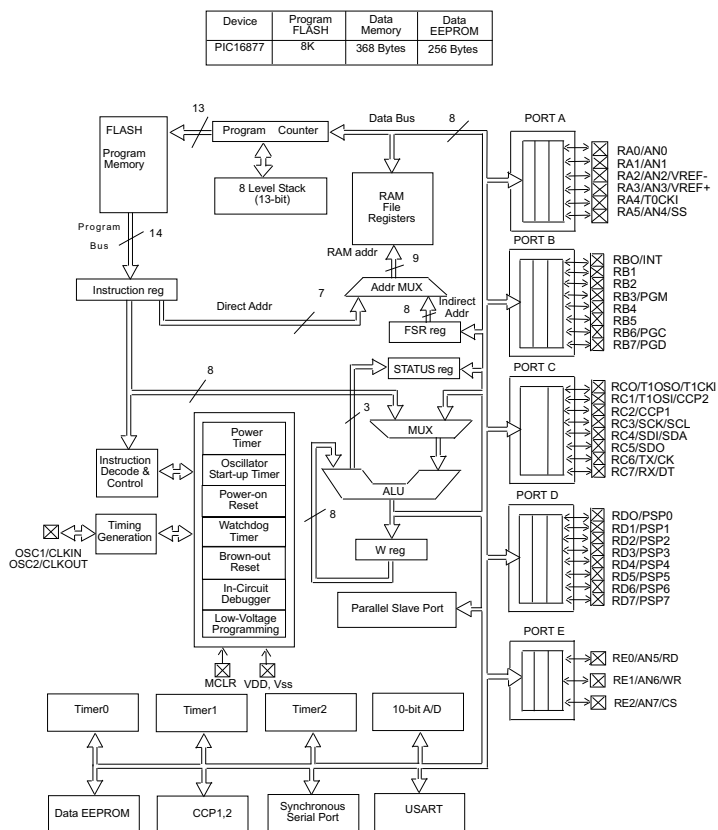 Device Program FLASH Data Memory Data EEPROM
PIC16877 8K 368 Bytes 256 Bytes
13
Data Bus
8
FLASH
Program
Memory
Program Counter
8 Level Stack
(13-bit)
RAM
File
Registers
Program
Bus
14
RAM addr
9
Instruction reg
Addr MUX
Direct Addr
7
8
Indirect
Addr
FSR reg
STATUS reg
8
3
MUX
ALU
8
W reg
Instruction
Decode &
Control
Timing
Generation
OSC1/CLKIN
OSC2/CLKOUT
Power
Timer
Oscillator
Start-up Timer
Power-on
Reset
Watchdog
Timer
Brown-out
Reset
In-Circuit
Debugger
Low-Voltage
Programming
MCLR
VDD, Vss
Parallel Slave Port
PORT A
RA0/AN0
RA1/AN1
RA2/AN2/VREF-
RA3/AN3/VREF+
RA4/T0CKI
RA5/AN4/SS
PORT B
RBO/INT
RB1
RB2
RB3/PGM
RB4
RB5
RB6/PGC
RB7/PGD
PORT C
RCO/T1OSO/T1CKI
RC1/T1OSI/CCP2
RC2/CCP1
RC3/SCK/SCL
RC4/SDI/SDA
RC5/SDO
RC6/TX/CK
RC7/RX/DT
PORT D
RDO/PSP0
RD1/PSP1
RD2/PSP2
RD3/PSP3
RD4/PSP4
RD5/PSP5
RD6/PSP6
RD7/PSP7
PORT E
RE0/AN5/RD
RE1/AN6/WR
RE2/AN7/CS
Timer0
Timer1
Timer2
10-bit A/D
Data EEPROM
CCP1,2
Synchronous
Serial Port
USART